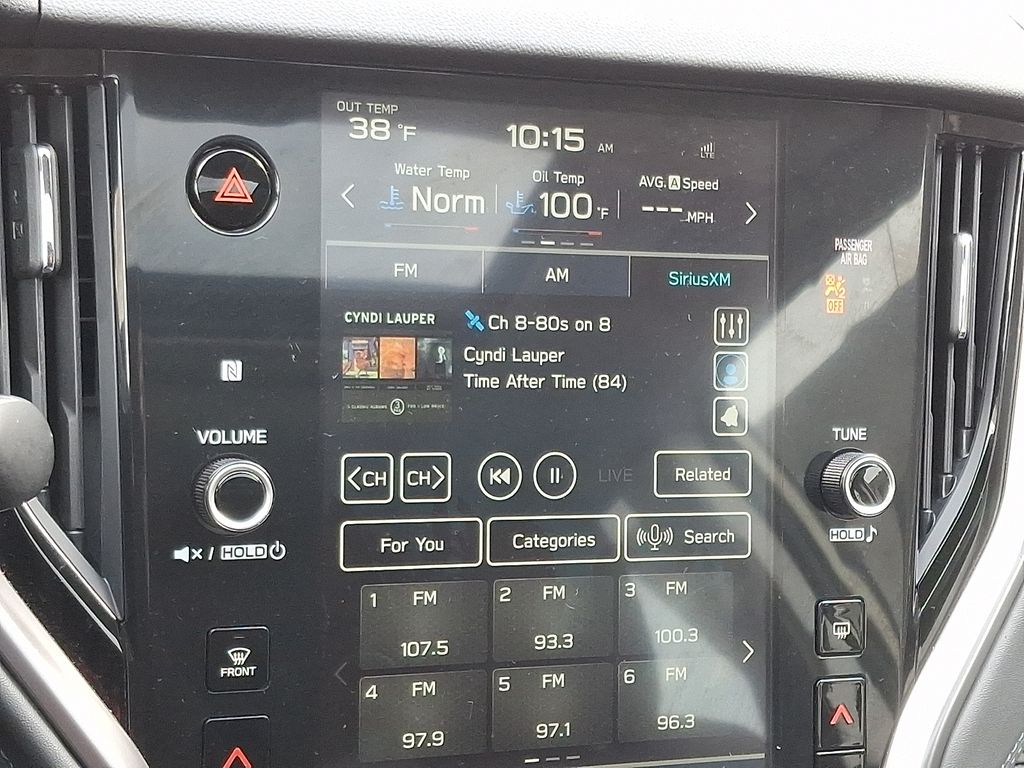 OUT TEMP
38 °F
10:15 AM
LTE
Water Temp
Norm
Oil Temp
100 °F
AVG. A Speed
--- MPH
FM
AM
SiriusXM
PASSENGER
AIR BAG
OFF
CYNDI LAUPER
Ch 8-80s on 8
Cyndi Lauper
Time After Time (84)
3
N
VOLUME
TUNE
<CH
CH>
LIVE
Related
HOLD
/ HOLD
For You
Categories
Search
1 FM
107.5
2 FM
93.3
3 FM
100.3
FRONT
4 FM
97.9
5 FM
97.1
6 FM
96.3